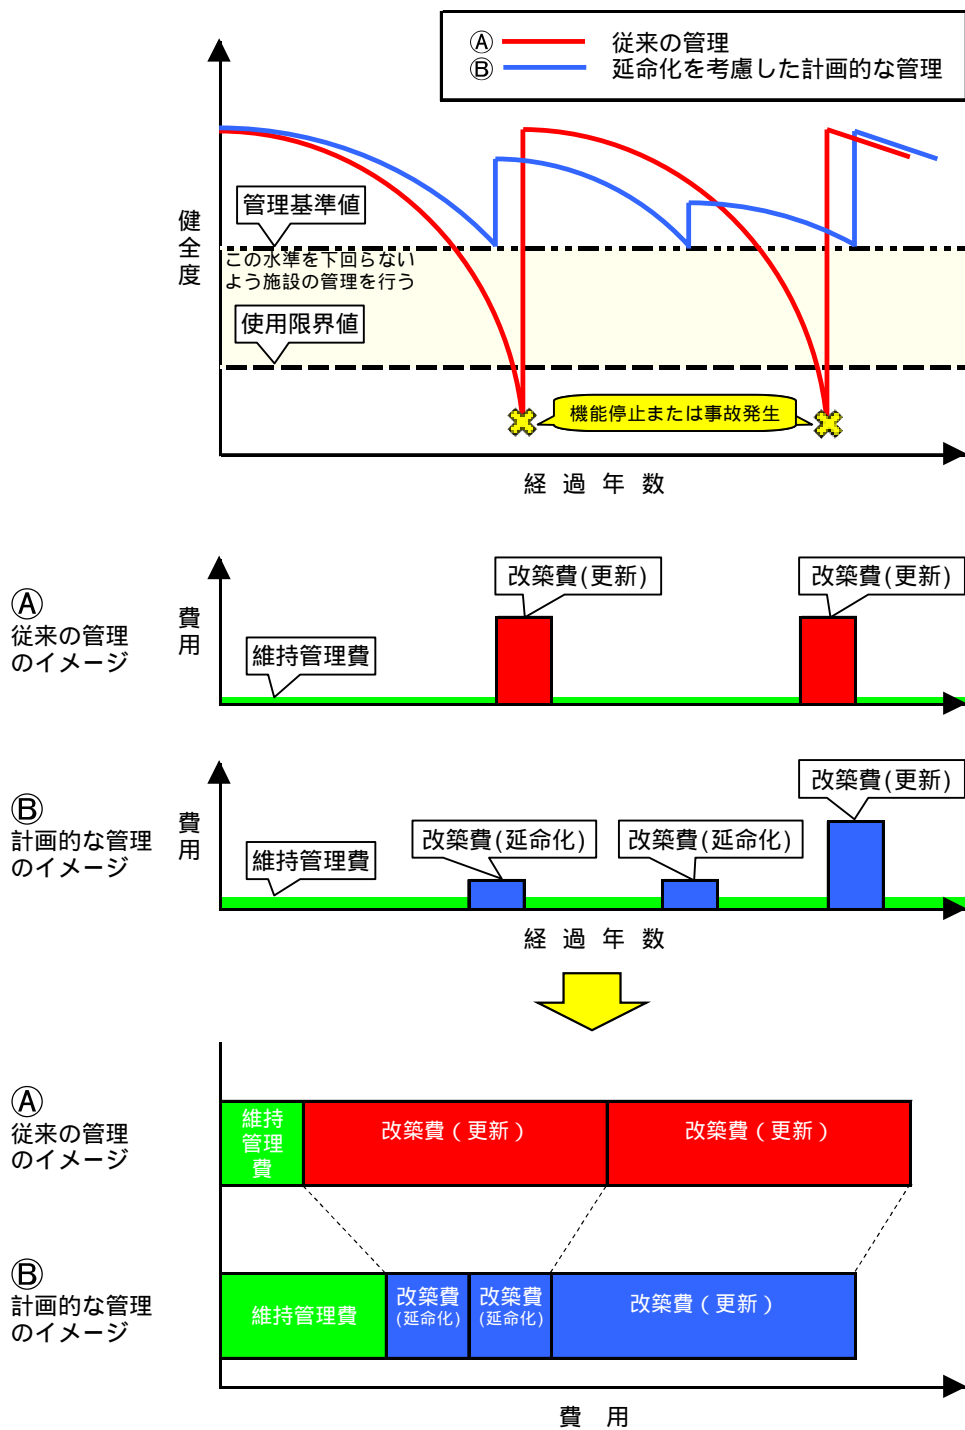 Ⓐ 従来の管理
Ⓑ 延命化を考慮した計画的な管理
健全度
管理基準値
この水準を下回らない
よう施設の管理を行う
使用限界値
機能停止または事故発生
経過年数
Ⓐ
従来の管理
のイメージ
費用
維持管理費
改築費(更新)
改築費(更新)
Ⓑ
計画的な管理
のイメージ
費用
維持管理費
改築費(延命化)
改築費(延命化)
改築費(更新)
経過年数
Ⓐ
従来の管理
のイメージ
維持
管理
費
改築費（更新）
改築費（更新）
Ⓑ
計画的な管理
のイメージ
維持管理費
改築費
(延命化)
改築費
(延命化)
改築費（更新）
費用